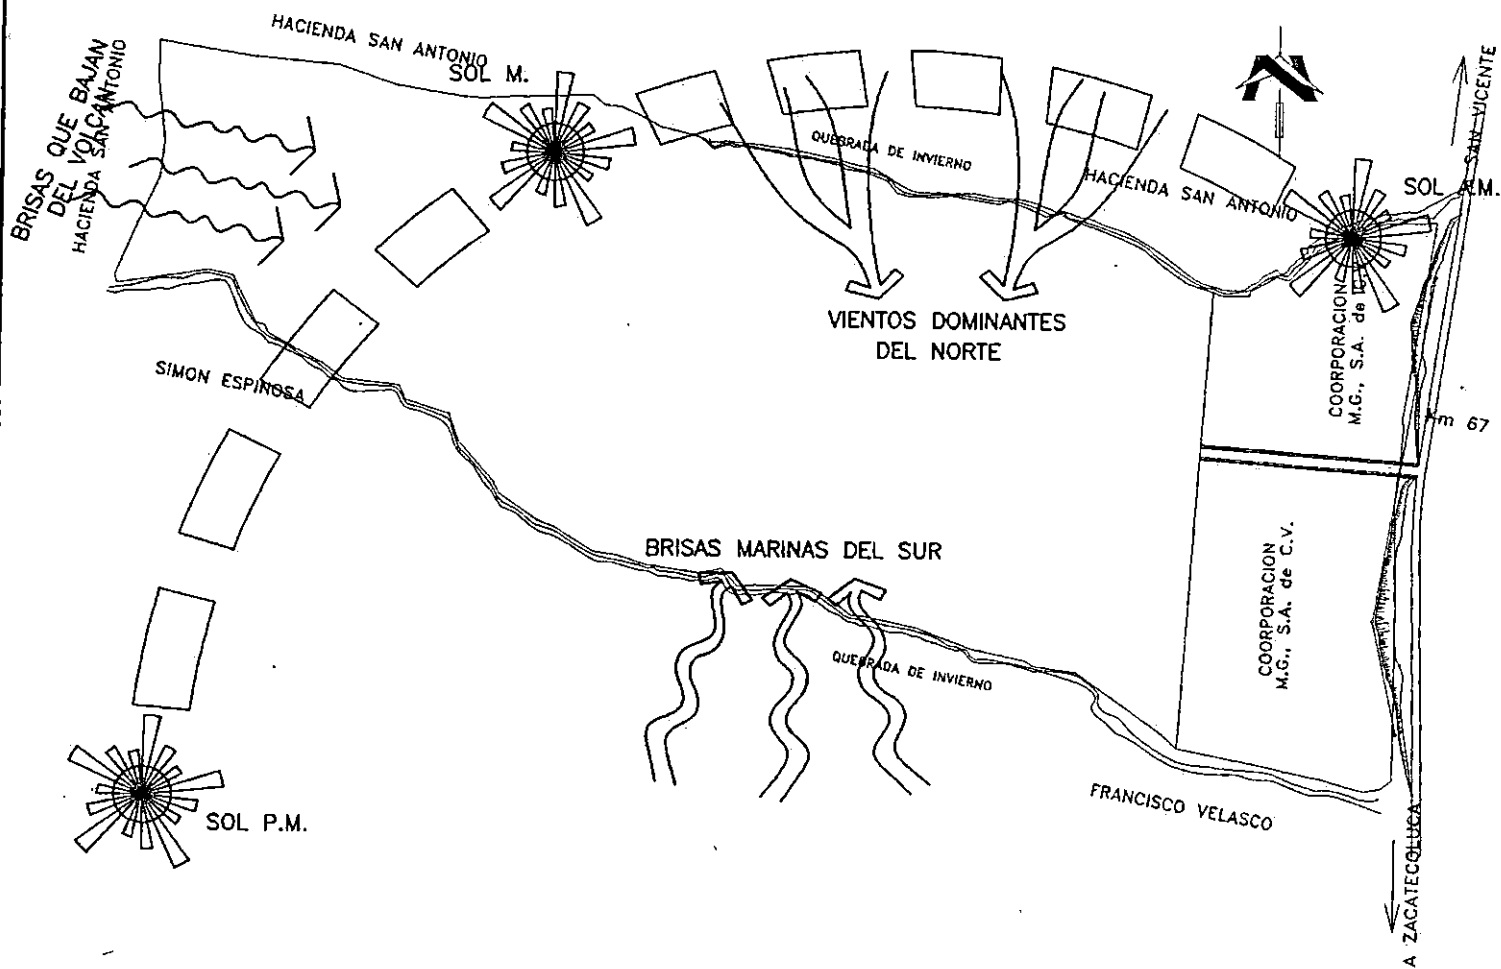 HACIENDA SAN ANTONIO
SOL M.
BRISAS QUE BAJAN
DEL VOLCAN
HACIENDA SAN ANTONIO
QUEBRADA DE INVIERNO
HACIENDA SAN ANTONIO
SOL A.M.
SAN VICENTE
VIENTOS DOMINANTES
DEL NORTE
COORPORACION
M.G., S.A. de C.
SIMON ESPINOSA
Km 67
BRISAS MARINAS DEL SUR
COORPORACION
M.G., S.A. de C.V.
QUEBRADA DE INVIERNO
FRANCISCO VELASCO
SOL P.M.
A ZACATECOLUCA